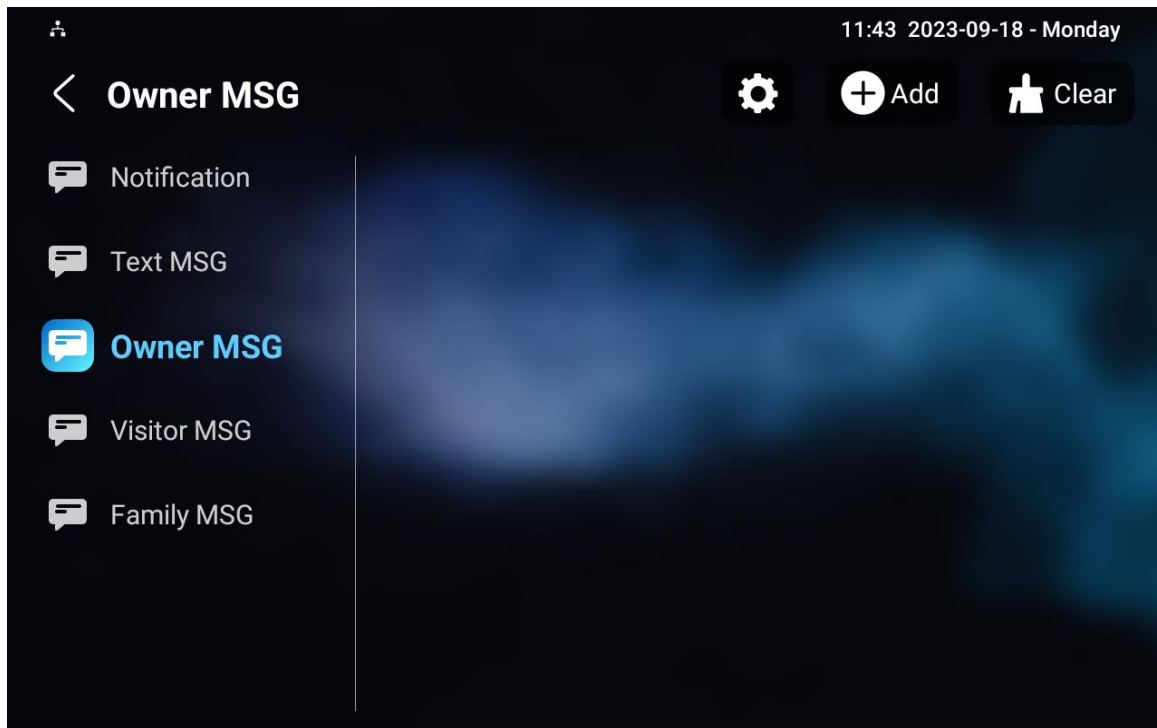 11:43 2023-09-18 - Monday
Owner MSG
Add
Clear
Notification
Text MSG
Owner MSG
Visitor MSG
Family MSG